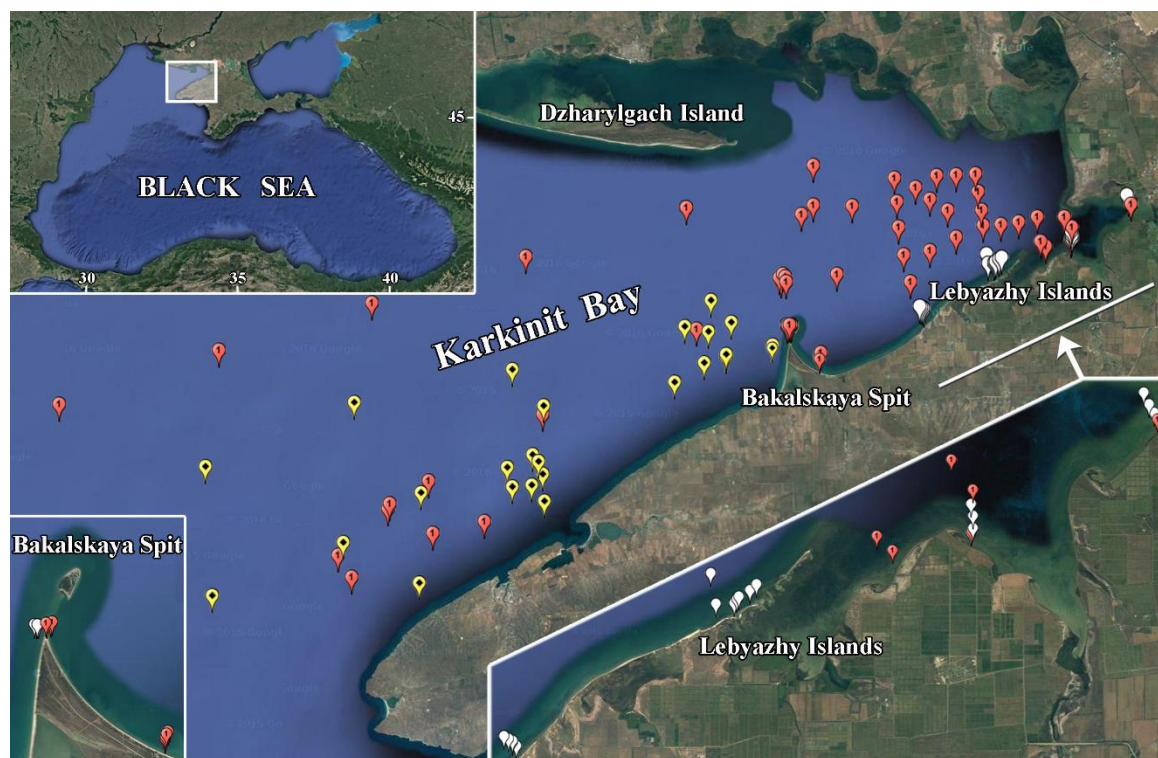 BLACK SEA
45
30
35
40
Dzharylgach Island
Karkinit Bay
Lebyazhy Islands
Bakalskaya Spit
Bakalskaya Spit
Lebyazhy Islands